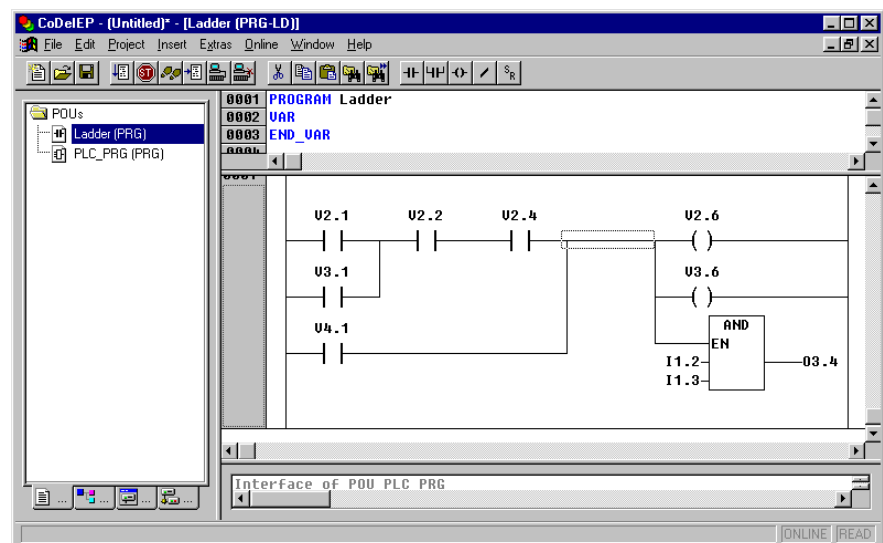 CoDeIEP - (Untitled)* - [Ladder (PRG-LD)]
File Edit Project Insert Extras Online Window Help
POUs
Ladder (PRG)
PLC_PRG (PRG)
0001 PROGRAM Ladder
0002 VAR
0003 END_VAR
0004
0001
V2.1 V2.2 V2.4 V2.6
V3.1 V3.6
V4.1 AND
EN
I1.2 O3.4
I1.3
Interface of POU PLC PRG
... ... ... ...
ONLINE READ